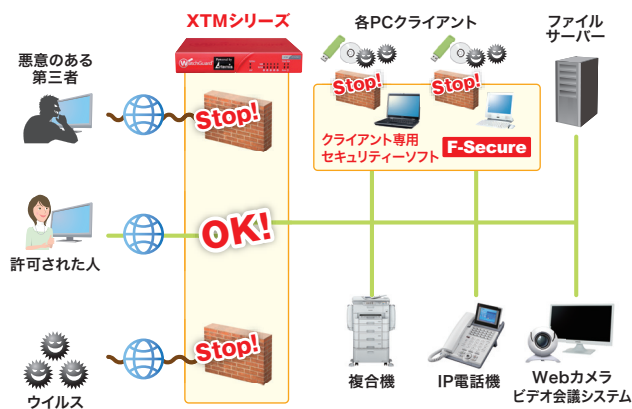 XTMシリーズ
各PCクライアント
ファイル
サーバー
悪意のある
第三者
WatchGuard
Stop!
Stop!
Stop!
クライアント専用
セキュリティーソフト
F-Secure
OK!
許可された人
Stop!
ウイルス
複合機
IP電話機
Webカメラ
ビデオ会議システム